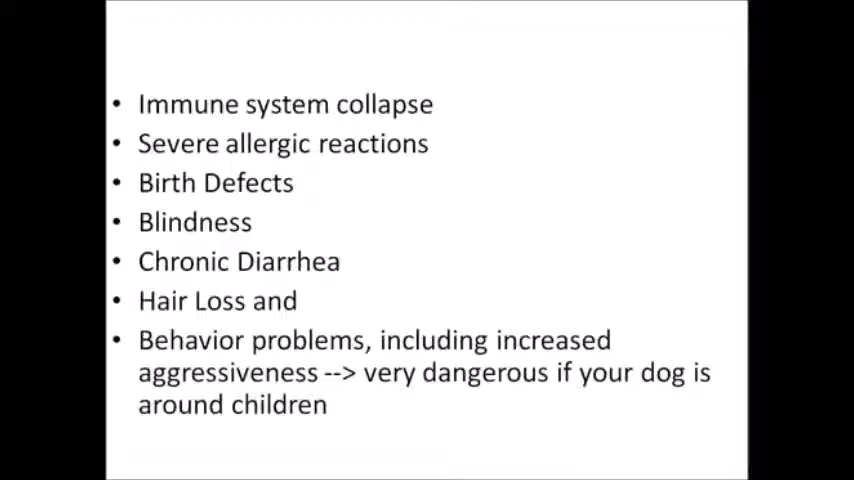 • Immune system collapse
• Severe allergic reactions
• Birth Defects
• Blindness
• Chronic Diarrhea
• Hair Loss and
• Behavior problems, including increased
aggressiveness --> very dangerous if your dog is
around children